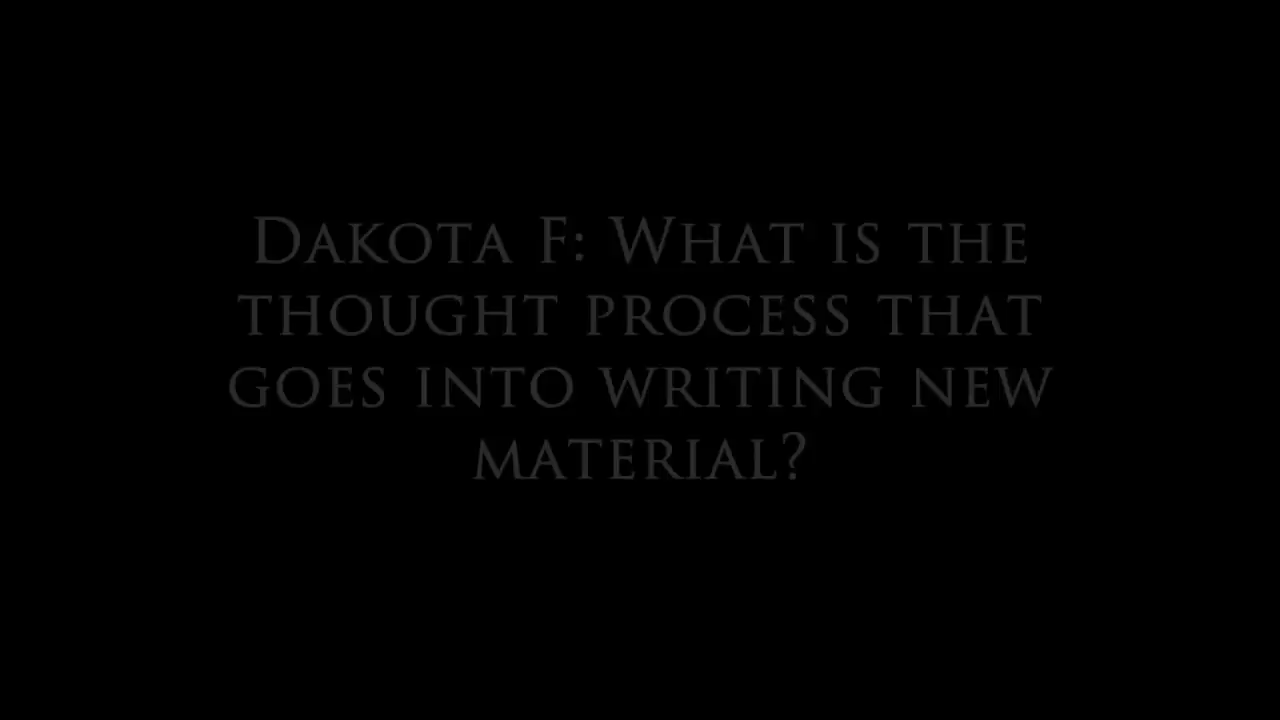 Dakota F: What is the
thought process that
goes into writing new
material?